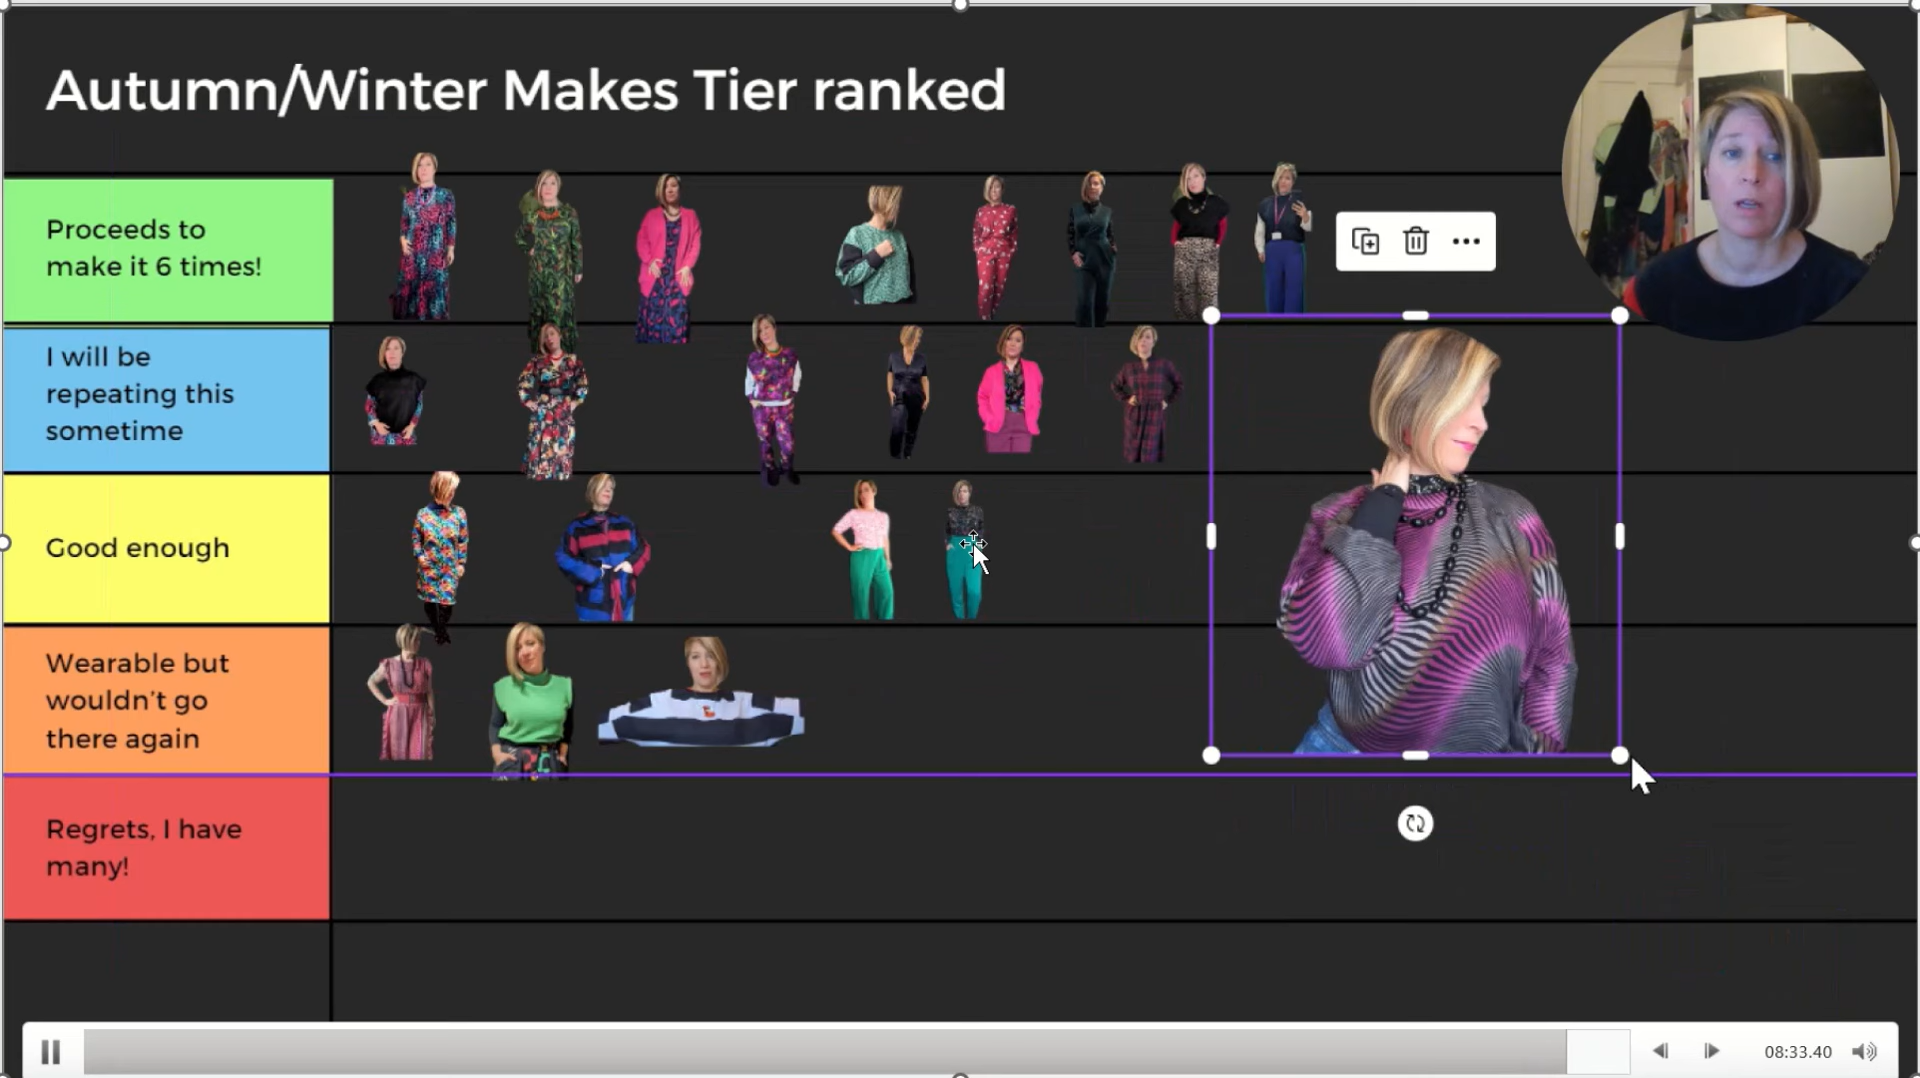 Autumn/Winter Makes Tier ranked
Proceeds to
make it 6 times!
I will be
repeating this
sometime
Good enough
Wearable but
wouldn't go
there again
Regrets, I have
many!
08:33.40